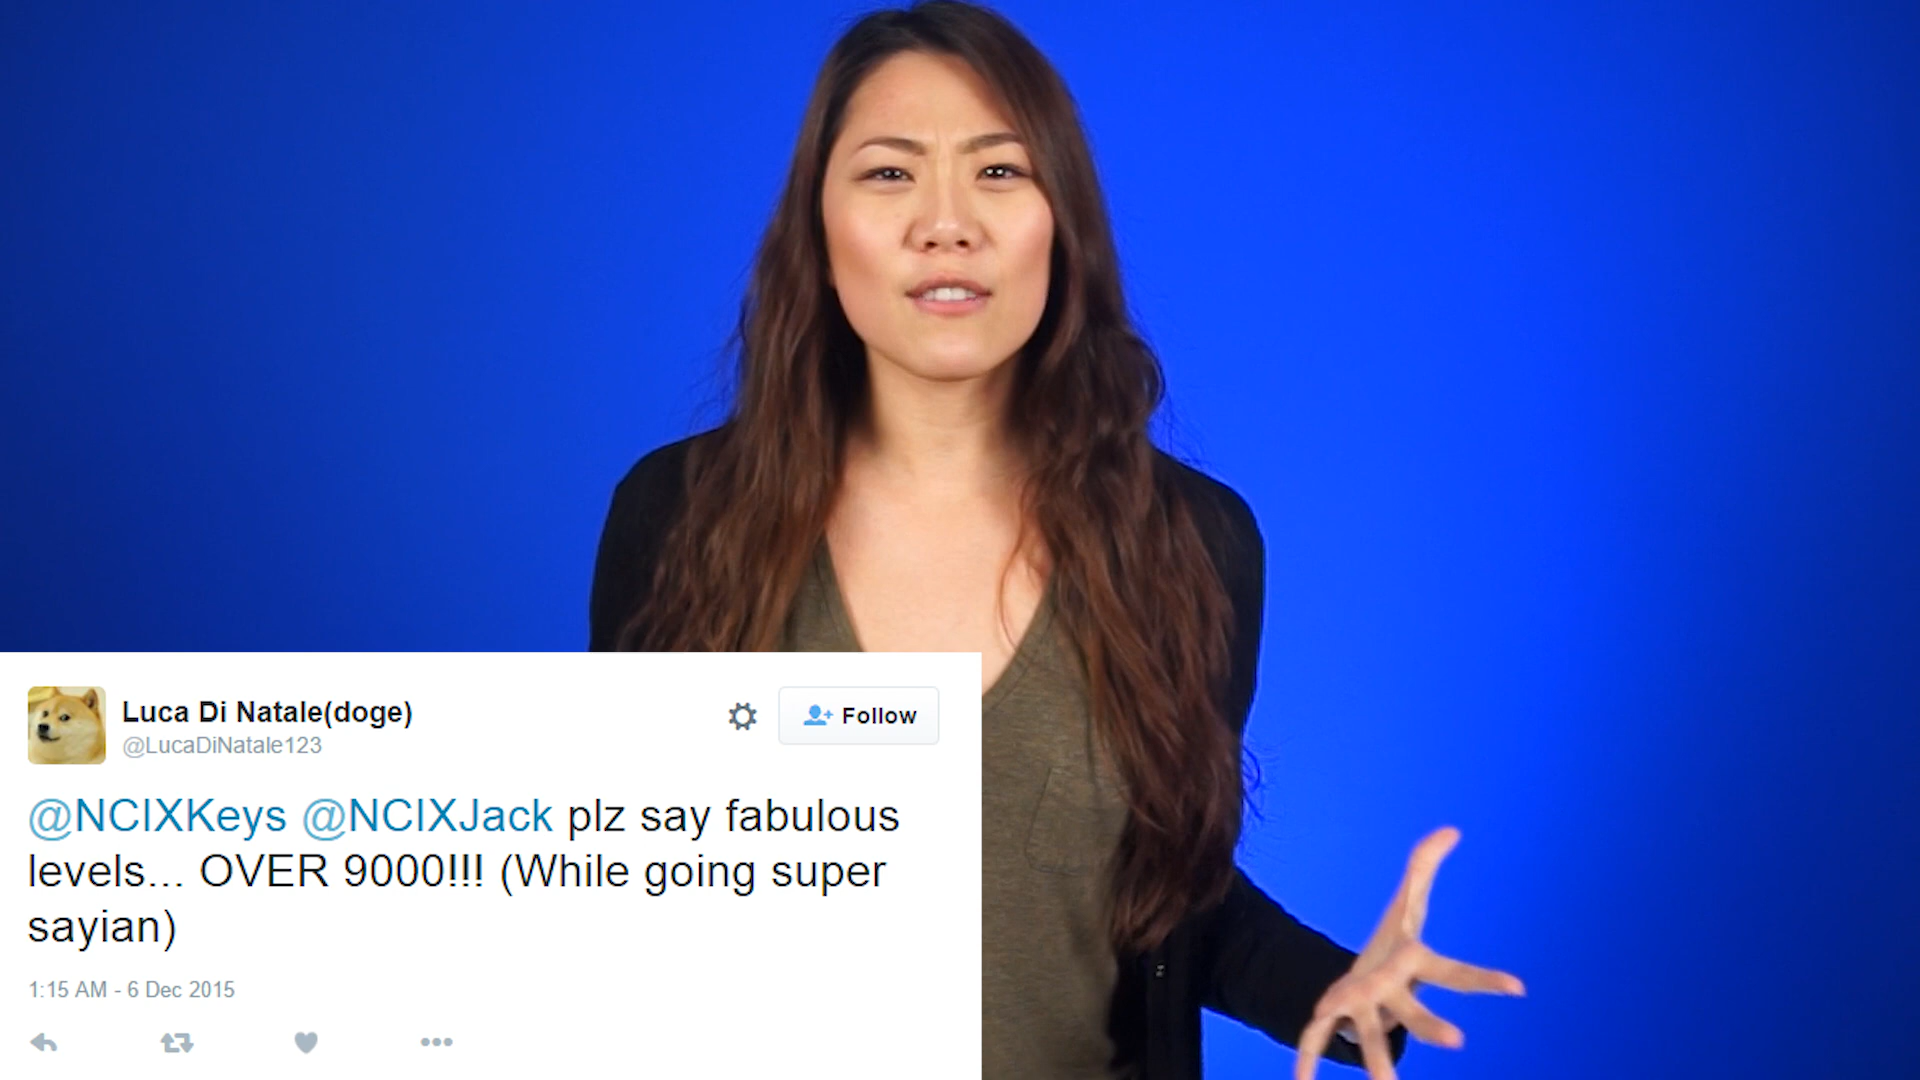 Luca Di Natale(doge)
@LucaDiNatale123
Follow
@NCIXKeys @NCIXJack plz say fabulous
levels... OVER 9000!!! (While going super
sayian)
1:15 AM - 6 Dec 2015